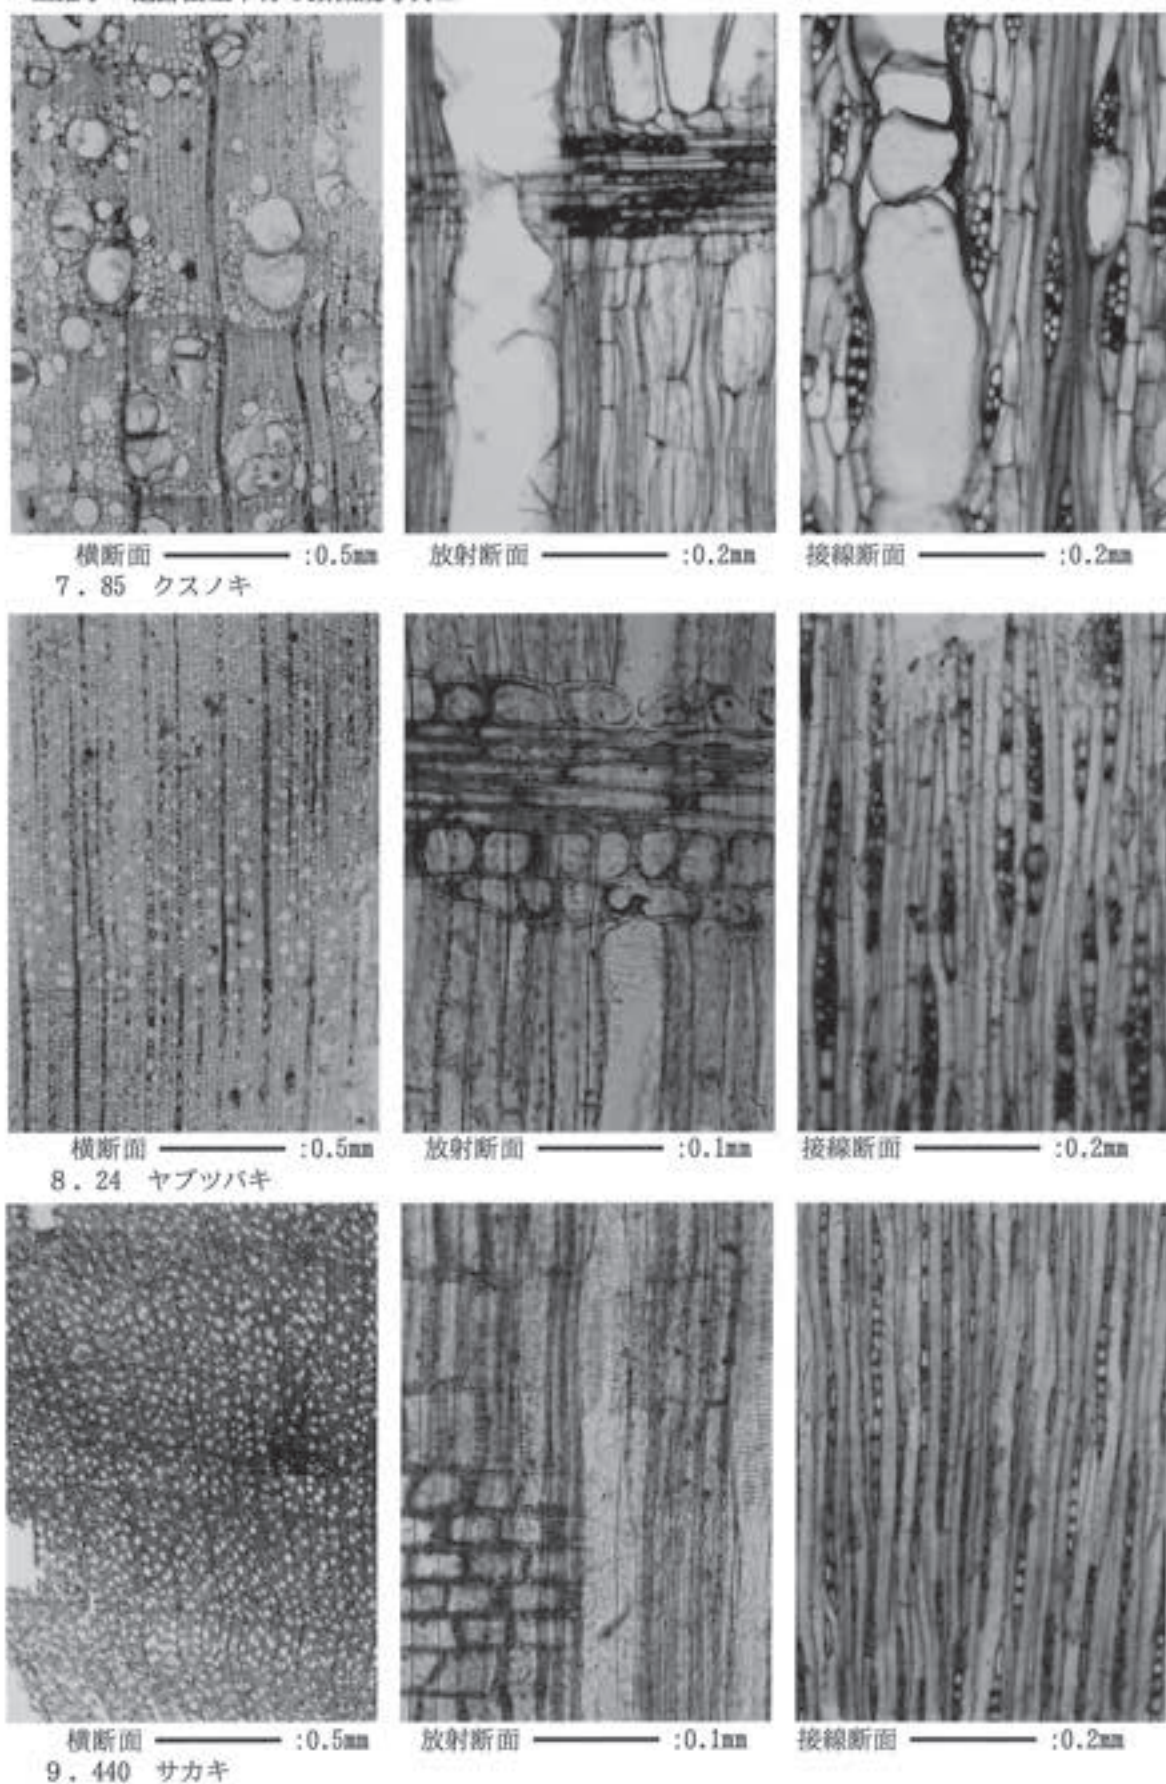 横断面 :0.5mm 放射断面 :0.2mm 接線断面 :0.2mm
7. 85 クスノキ
横断面 :0.5mm 放射断面 :0.1mm 接線断面 :0.2mm
8. 24 ヤブツバキ
横断面 :0.5mm 放射断面 :0.1mm 接線断面 :0.2mm
9. 440 サカキ